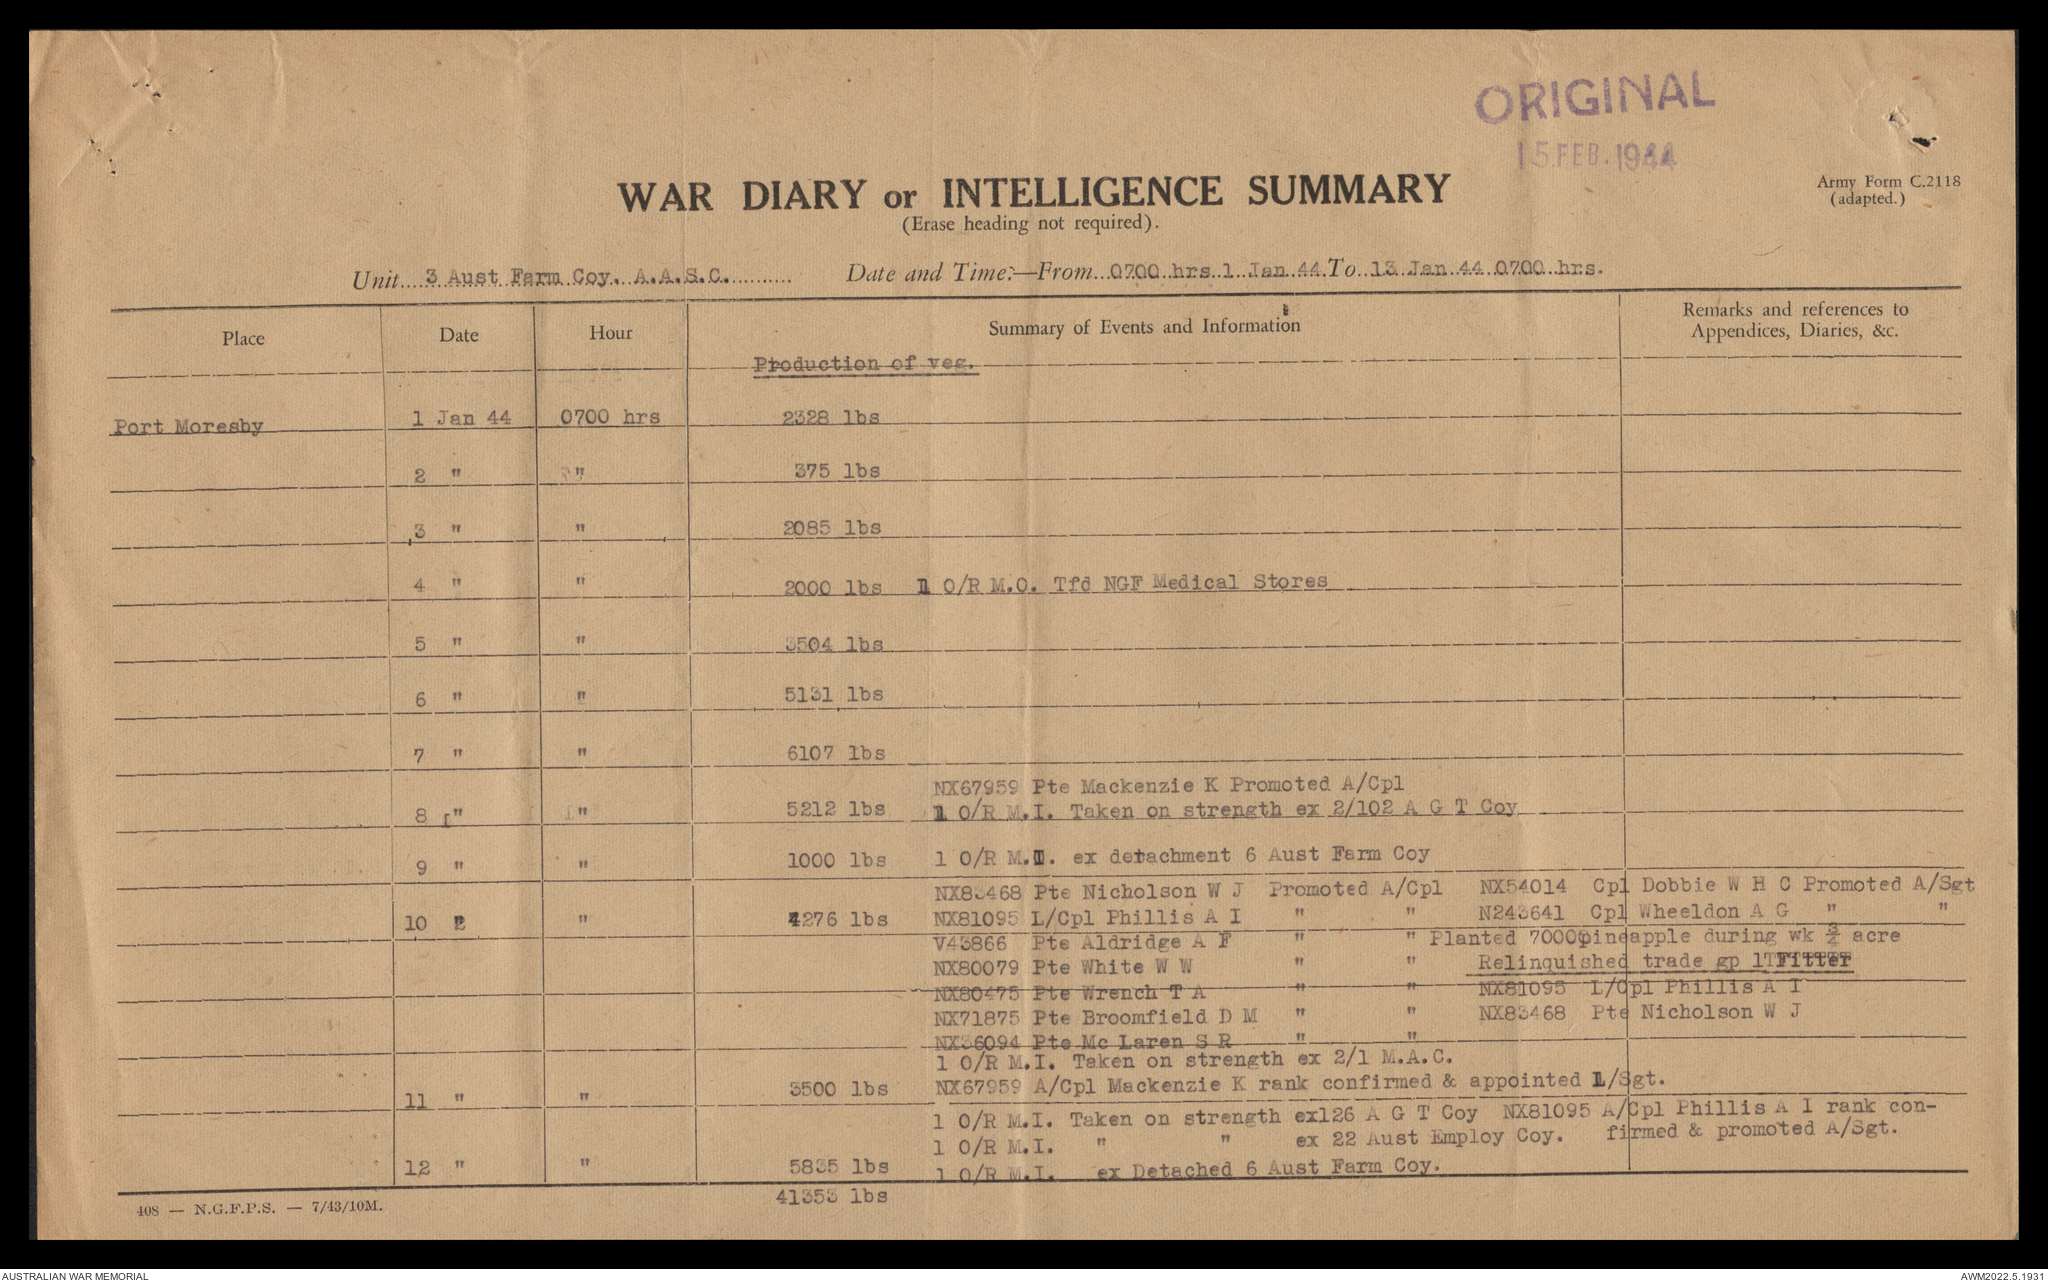 ORIGINAL
15 FEB. 1944
WAR DIARY or INTELLIGENCE SUMMARY
Army Form C.2118
(Erase heading not required).
(adapted.)
Unit....3 Aust Farm Coy. A.A.S.C........... Date and Time:—From..0700 hrs 1 Jan 44.To..13 Jan 44 0700 hrs.
Place Date Hour Summary of Events and Information Remarks and references to
Appendices, Diaries, &c.
Production of veg.
Port Moresby 1 Jan 44 0700 hrs 2328 lbs
2 " " 375 lbs
3 " " 2085 lbs
4 " " 2000 lbs 1 O/R M.O. Tfd NGF Medical Stores
5 " " 3504 lbs
6 " " 5131 lbs
7 " " 6107 lbs
NX67959 Pte Mackenzie K Promoted A/Cpl
8 " " 5212 lbs 1 O/R M.I. Taken on strength ex 2/102 A G T Coy
9 " " 1000 lbs 1 O/R M.I. ex detachment 6 Aust Farm Coy
NX83468 Pte Nicholson W J Promoted A/Cpl NX54014 Cpl Dobbie W H C Promoted A/Sgt
10 " " 4276 lbs NX81095 L/Cpl Phillis A I " " N243641 Cpl Wheeldon A G " "
V43866 Pte Aldridge A F " " Planted 7000pineapple during wk 3/4 acre
NX80079 Pte White W W " " Relinquished trade gp 1 Fitter
NX80475 Pte Wrench T A " " NX81095 L/Cpl Phillis A I
NX71875 Pte Broomfield D M " " NX83468 Pte Nicholson W J
NX36094 Pte Mc Laren S R " "
1 O/R M.I. Taken on strength ex 2/1 M.A.C.
11 " " 3500 lbs NX67959 A/Cpl Mackenzie K rank confirmed & appointed L/Sgt.
1 O/R M.I. Taken on strength ex126 A G T Coy NX81095 A/Cpl Phillis A I rank con-
1 O/R M.I. " " ex 22 Aust Employ Coy. firmed & promoted A/Sgt.
12 " " 5835 lbs 1 O/R M.I. ex Detached 6 Aust Farm Coy.
41353 lbs
408 — N.G.F.P.S. — 7/43/10M.
AUSTRALIAN WAR MEMORIAL
AWM2022.5.1931